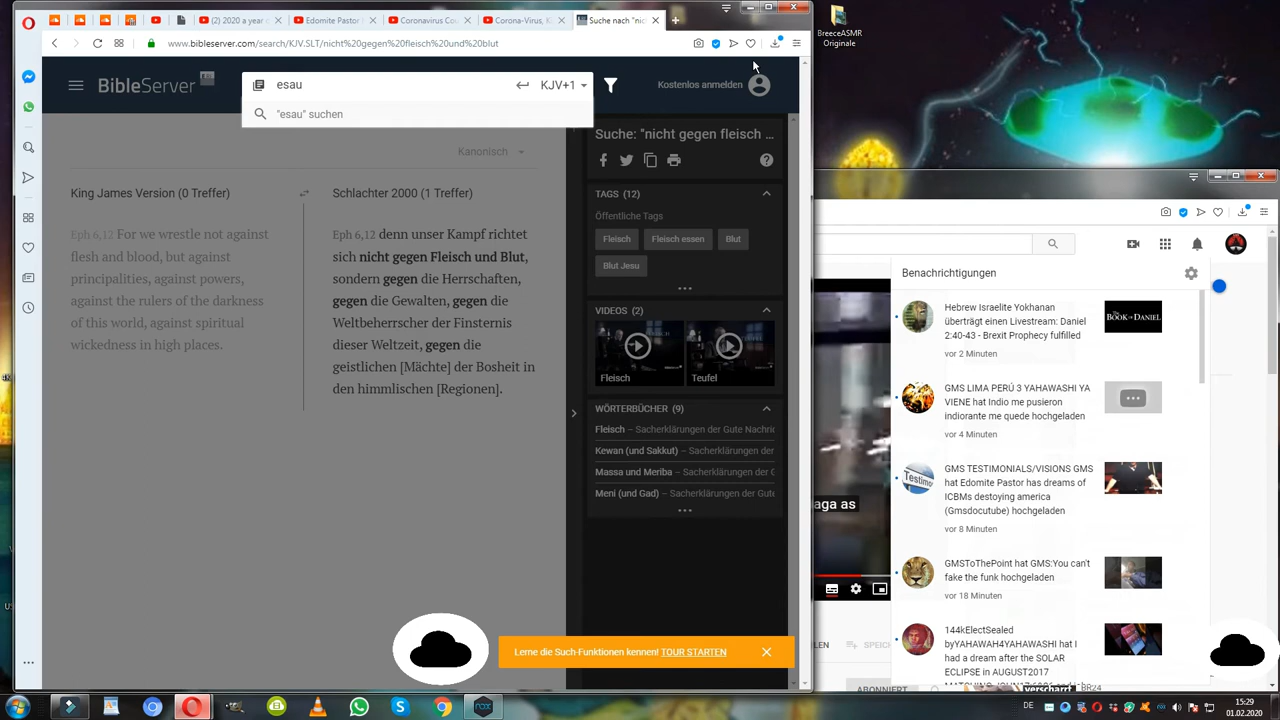 (2) 2020 a year o
Edomite Pastor
Coronavirus Cou
Corona-Virus, K
Suche nach "nic
BreeceASMR
Originale
www.bibleserver.com/search/KJV.SLT/nicht%20gegen%20fleisch%20und%20blut
BibleServer
esau
KJV+1
Kostenlos anmelden
"esau" suchen
Suche: "nicht gegen fleisch ...
Kanonisch
King James Version (0 Treffer)
Schlachter 2000 (1 Treffer)
TAGS (12)
Öffentliche Tags
Fleisch
Fleisch essen
Blut
Blut Jesu
Eph 6,12 For we wrestle not against
flesh and blood, but against
principalities, against powers,
against the rulers of the darkness
of this world, against spiritual
wickedness in high places.
Eph 6,12 denn unser Kampf richtet
sich nicht gegen Fleisch und Blut,
sondern gegen die Herrschaften,
gegen die Gewalten, gegen die
Weltbeherrscher der Finsternis
dieser Weltzeit, gegen die
geistlichen [Mächte] der Bosheit in
den himmlischen [Regionen].
VIDEOS (2)
Fleisch
Teufel
WÖRTERBÜCHER (9)
Fleisch – Sacherklärungen der Gute Nachric
Kewan (und Sakkut) – Sacherklärungen der
Massa und Meriba – Sacherklärungen der G
Meni (und Gad) – Sacherklärungen der Gute
Lerne die Such-Funktionen kennen! TOUR STARTEN
Benachrichtigungen
Hebrew Israelite Yokhanan
überträgt einen Livestream: Daniel
2:40-43 - Brexit Prophecy fulfilled
vor 2 Minuten
THE BOOK OF DANIEL
GMS LIMA PERÚ 3 YAHAWASHI YA
VIENE hat Indio me pusieron
indiorante me quede hochgeladen
vor 4 Minuten
GMS TESTIMONIALS/VISIONS GMS
hat Edomite Pastor has dreams of
ICBMs destoying america
(Gmsdocutube) hochgeladen
vor 8 Minuten
Testimo
aga as
GMSToThePoint hat GMS:You can't
fake the funk hochgeladen
vor 18 Minuten
144kElectSealed
byYAHAWAH4YAHAWASHI hat I
had a dream after the SOLAR
ECLIPSE in AUGUST2017
LEN
SPEICH
ABONNIERT
verscharrt
BR24
DE
15:29
01.02.2020